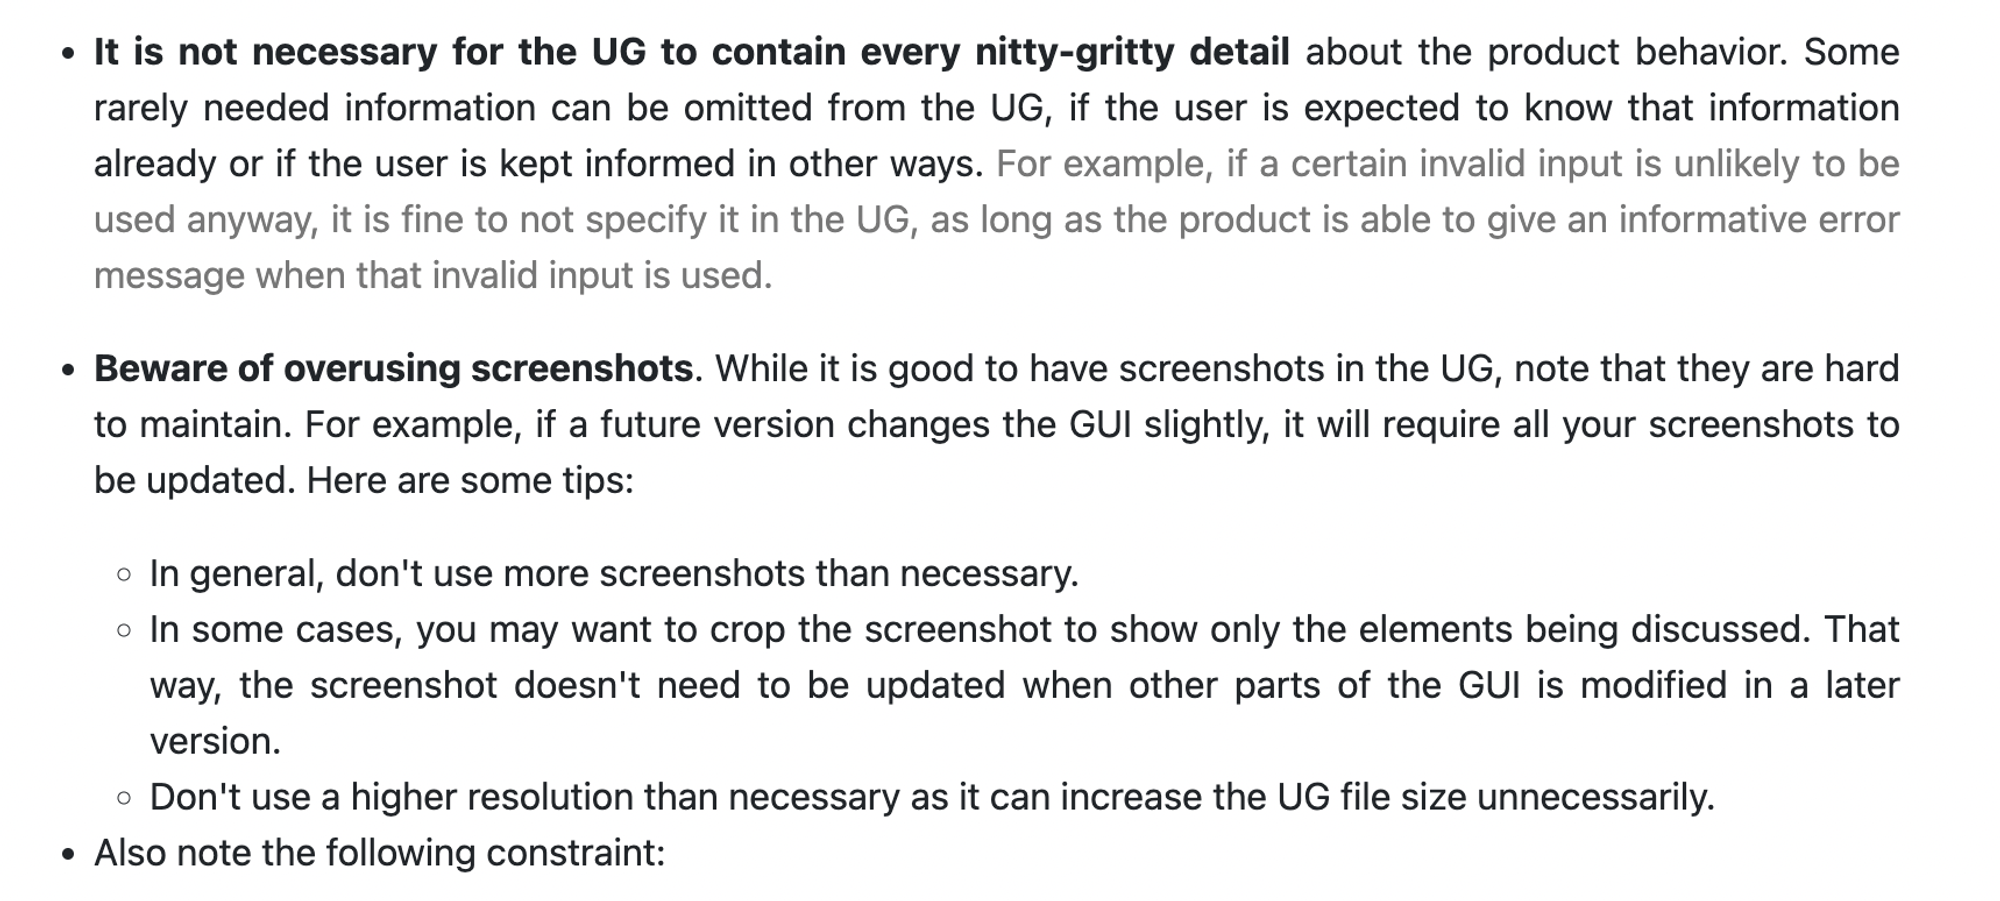 • It is not necessary for the UG to contain every nitty-gritty detail about the product behavior. Some
rarely needed information can be omitted from the UG, if the user is expected to know that information
already or if the user is kept informed in other ways. For example, if a certain invalid input is unlikely to be
used anyway, it is fine to not specify it in the UG, as long as the product is able to give an informative error
message when that invalid input is used.
• Beware of overusing screenshots. While it is good to have screenshots in the UG, note that they are hard
to maintain. For example, if a future version changes the GUI slightly, it will require all your screenshots to
be updated. Here are some tips:
◦ In general, don't use more screenshots than necessary.
◦ In some cases, you may want to crop the screenshot to show only the elements being discussed. That
way, the screenshot doesn't need to be updated when other parts of the GUI is modified in a later
version.
◦ Don't use a higher resolution than necessary as it can increase the UG file size unnecessarily.
• Also note the following constraint: